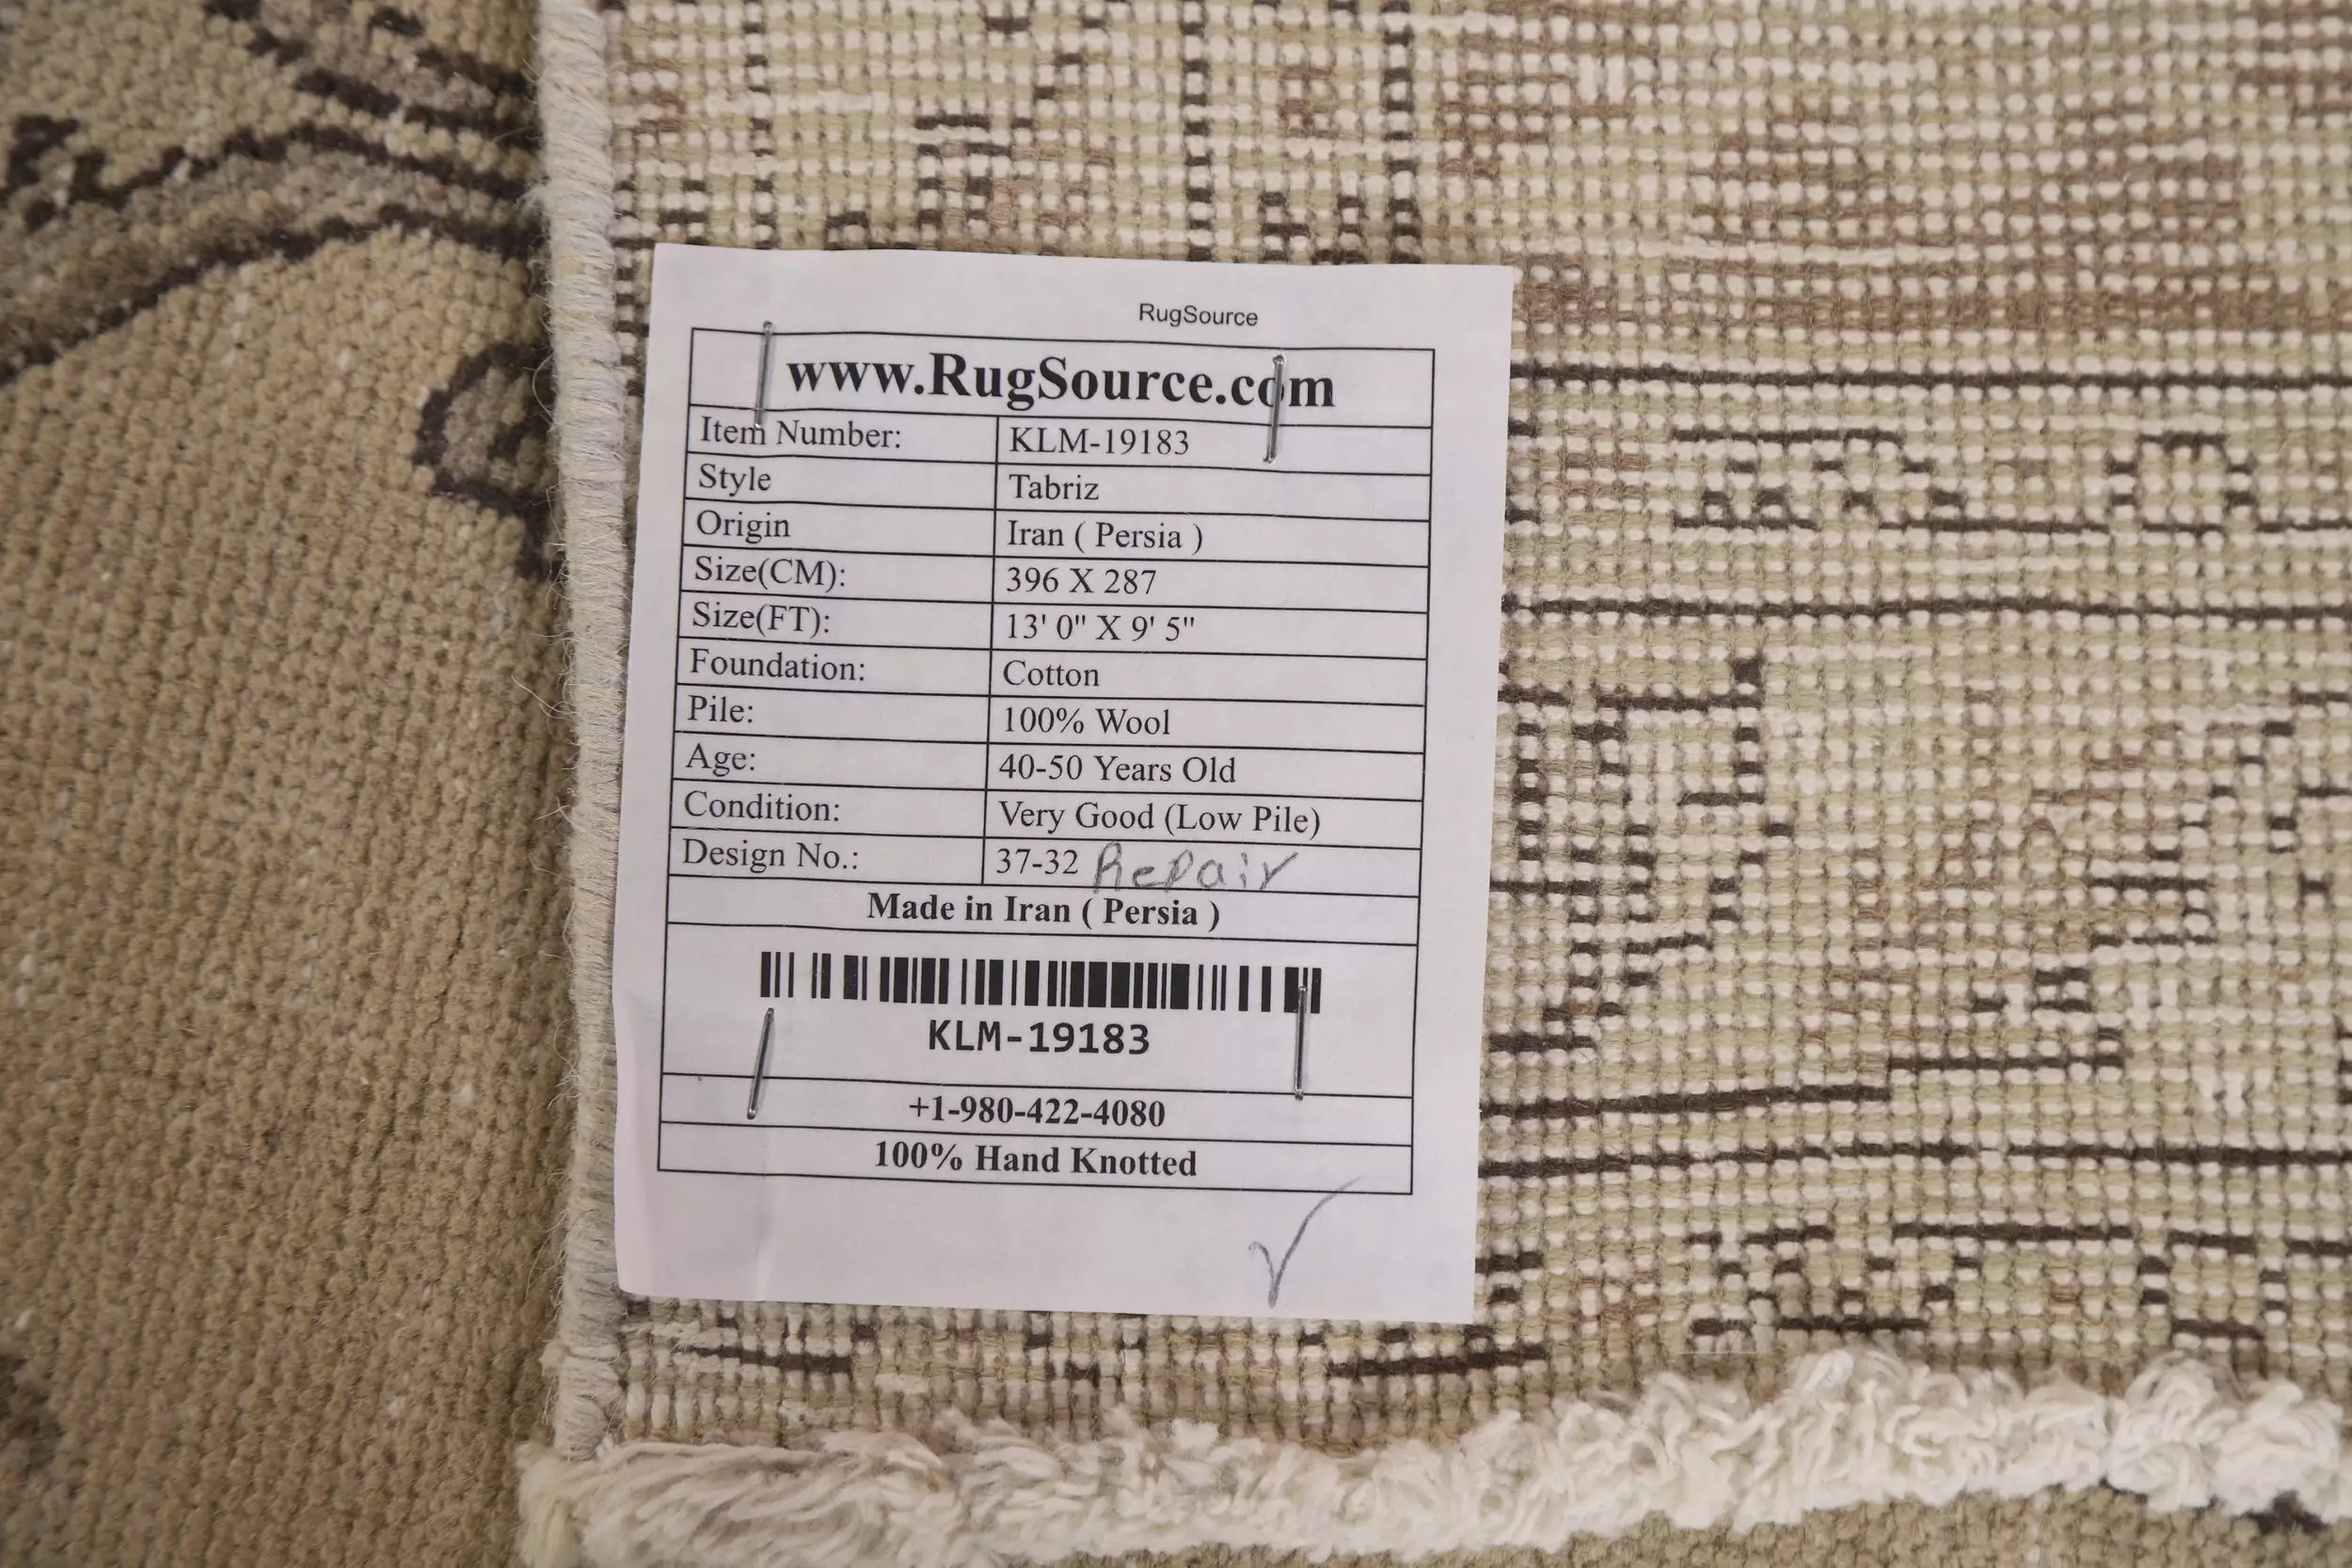 RugSource
www.RugSource.com
Item Number: KLM-19183
Style Tabriz
Origin Iran ( Persia )
Size(CM): 396 X 287
Size(FT): 13' 0" X 9' 5"
Foundation: Cotton
Pile: 100% Wool
Age: 40-50 Years Old
Condition: Very Good (Low Pile)
Design No.: 37-32 Repair
Made in Iran ( Persia )
KLM-19183
+1-980-422-4080
100% Hand Knotted